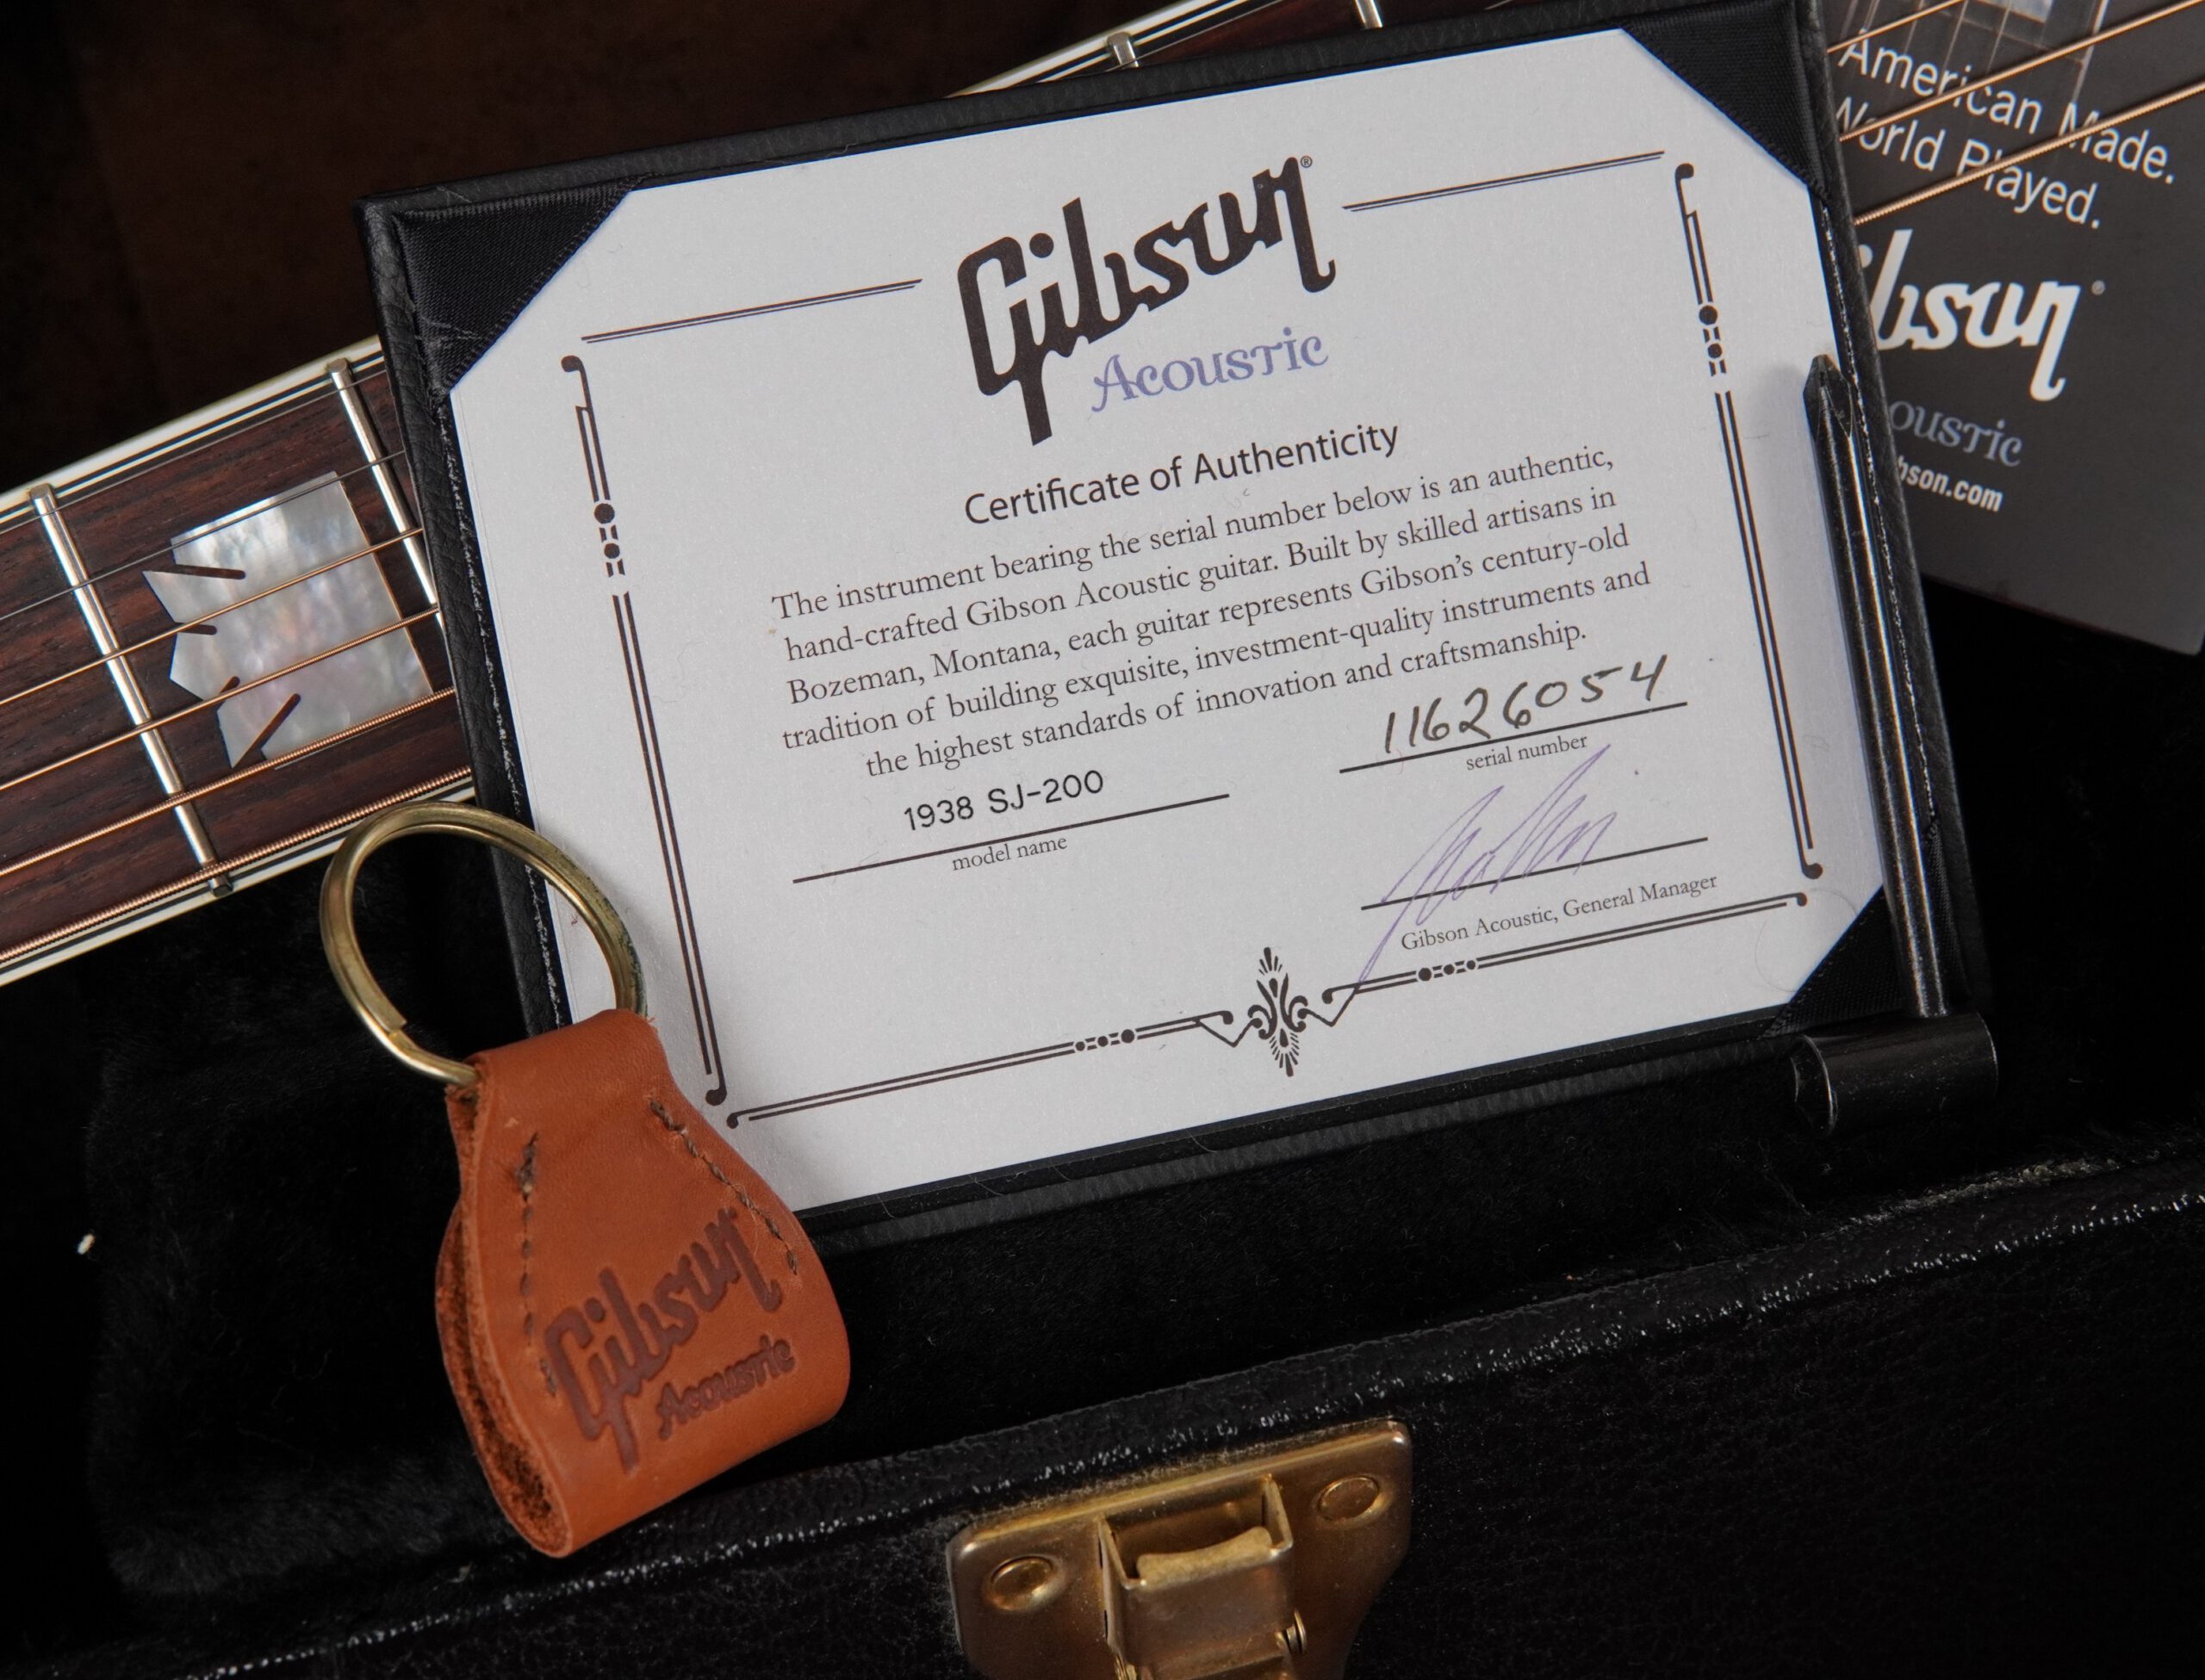 Gibson®
Acoustic
Certificate of Authenticity
The instrument bearing the serial number below is an authentic,
hand-crafted Gibson Acoustic guitar. Built by skilled artisans in
Bozeman, Montana, each guitar represents Gibson’s century-old
tradition of building exquisite, investment-quality instruments and
the highest standards of innovation and craftsmanship.
11626054
serial number
1938 SJ-200
model name
Gibson Acoustic, General Manager
American Made.
World Played.
ibson®
oustic
bson.com
Gibson
Acoustic